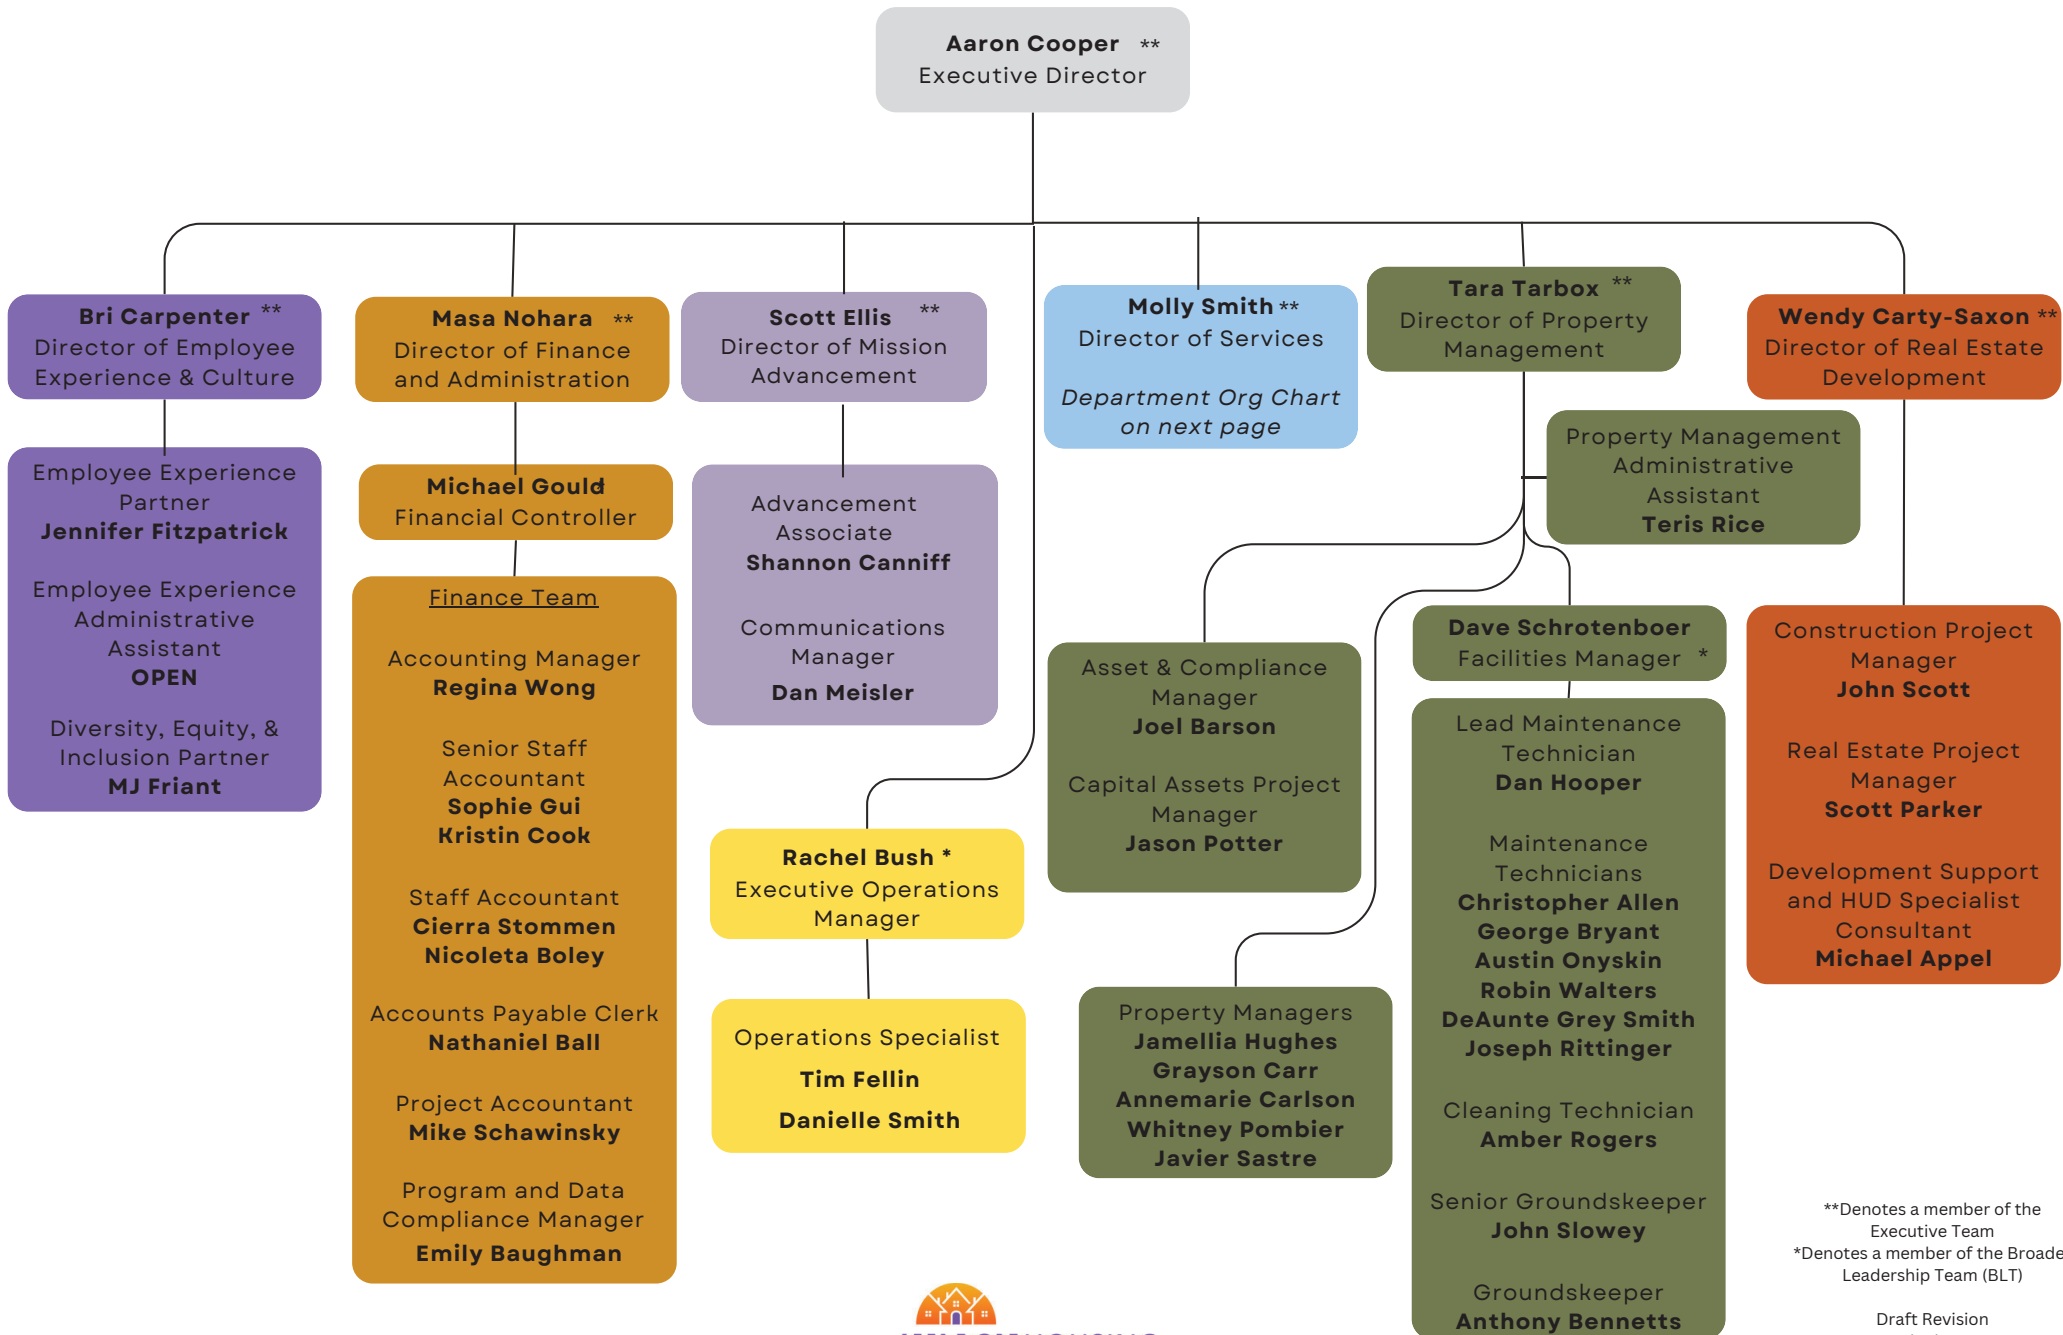 Aaron Cooper **
Executive Director
Bri Carpenter **
Director of Employee
Experience & Culture
Employee Experience
Partner
Jennifer Fitzpatrick
Employee Experience
Administrative
Assistant
OPEN
Diversity, Equity, &
Inclusion Partner
MJ Friant
Masa Nohara **
Director of Finance
and Administration
Michael Gould*
Financial Controller
Finance Team
Accounting Manager
Regina Wong
Senior Staff
Accountant
Sophie Gui
Kristin Cook
Staff Accountant
Cierra Stommen
Nicoleta Boley
Accounts Payable Clerk
Nathaniel Ball
Project Accountant
Mike Schawinsky
Program and Data
Compliance Manager
Emily Baughman
Scott Ellis **
Director of Mission
Advancement
Advancement
Associate
Shannon Canniff
Communications
Manager
Dan Meisler
Rachel Bush *
Executive Operations
Manager
Operations Specialist
Tim Fellin
Danielle Smith
Molly Smith **
Director of Services
Department Org Chart
on next page
Tara Tarbox **
Director of Property
Management
Property Management
Administrative
Assistant
Teris Rice
Asset & Compliance
Manager
Joel Barson
Capital Assets Project
Manager
Jason Potter
Property Managers
Jamellia Hughes
Grayson Carr
Annemarie Carlson
Whitney Pombier
Javier Sastre
Dave Schrotenboer
Facilities Manager *
Lead Maintenance
Technician
Dan Hooper
Maintenance
Technicians
Christopher Allen
George Bryant
Austin Onyskin
Robin Walters
DeAunte Grey Smith
Joseph Rittinger
Cleaning Technician
Amber Rogers
Senior Groundskeeper
John Slowey
Groundskeeper
Anthony Bennetts
Wendy Carty-Saxon **
Director of Real Estate
Development
Construction Project
Manager
John Scott
Real Estate Project
Manager
Scott Parker
Development Support
and HUD Specialist
Consultant
Michael Appel
**Denotes a member of the
Executive Team
*Denotes a member of the Broade
Leadership Team (BLT)
Draft Revision